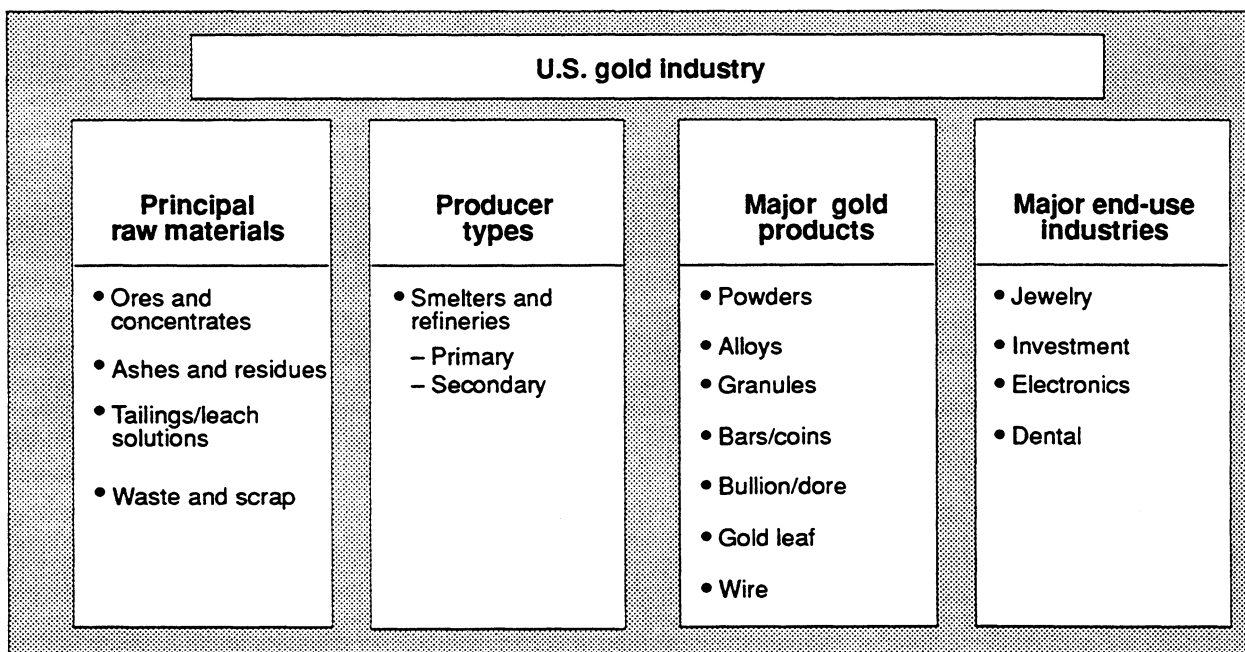 U.S. gold industry
Principal
raw materials
• Ores and
concentrates
• Ashes and residues
• Tailings/leach
solutions
• Waste and scrap
Producer
types
• Smelters and
refineries
– Primary
– Secondary
Major gold
products
• Powders
• Alloys
• Granules
• Bars/coins
• Bullion/dore
• Gold leaf
• Wire
Major end-use
industries
• Jewelry
• Investment
• Electronics
• Dental